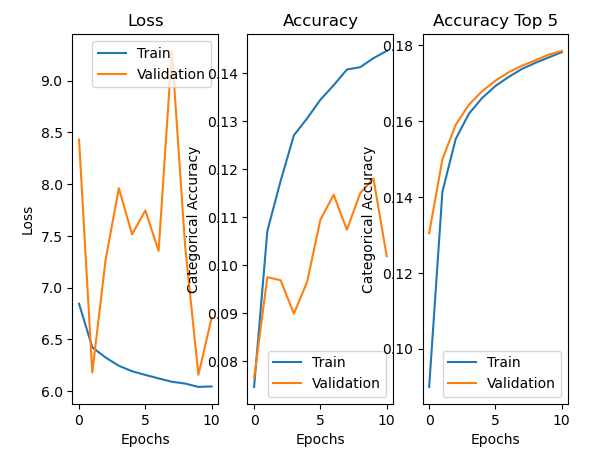 Loss
Accuracy
Accuracy Top 5
Train
Validation
Train
Validation
Train
Validation
Loss
Categorical Accuracy
Categorical Accuracy
9.0
8.5
8.0
7.5
7.0
6.5
6.0
0.14
0.13
0.12
0.11
0.10
0.09
0.08
0.18
0.16
0.14
0.12
0.10
0 5 10
0 5 10
0 5 10
Epochs
Epochs
Epochs